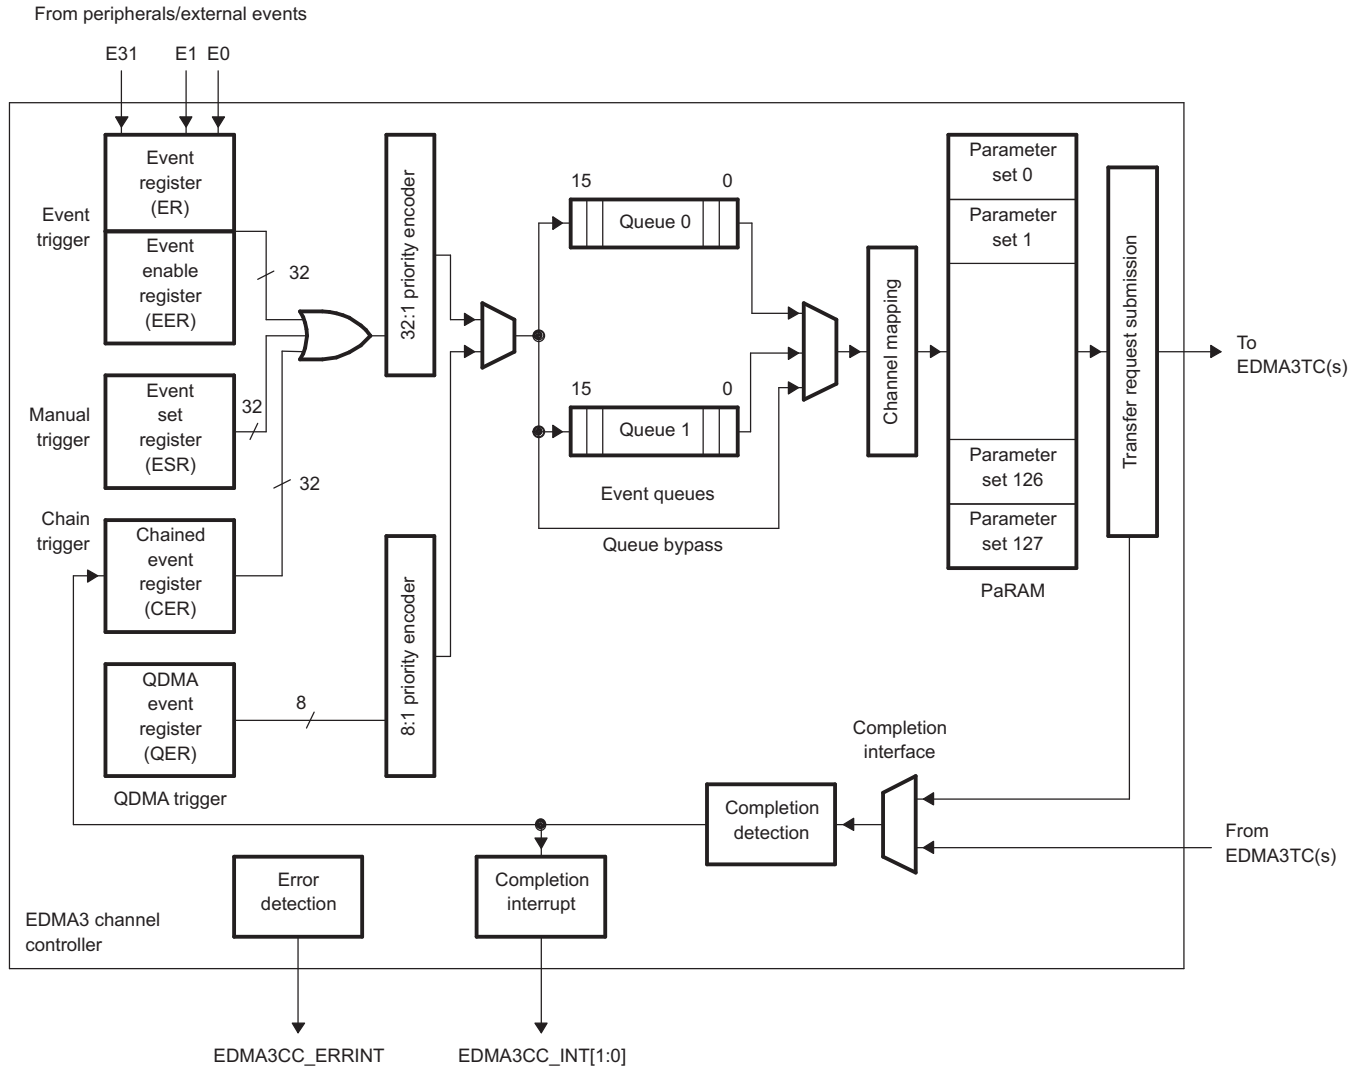 From peripherals/external events
E31
E1
E0
Event
register
(ER)
Event
trigger
Event
enable
register
(EER)
32
Manual
trigger
Event
set
register
(ESR)
32
32
Chain
trigger
Chained
event
register
(CER)
QDMA
event
register
(QER)
8
QDMA trigger
32:1 priority encoder
8:1 priority encoder
15
0
Queue 0
15
0
Queue 1
Event queues
Queue bypass
Channel mapping
Parameter
set 0
Parameter
set 1
Parameter
set 126
Parameter
set 127
PaRAM
Transfer request submission
To
EDMA3TC(s)
Completion
interface
Completion
detection
From
EDMA3TC(s)
Error
detection
Completion
interrupt
EDMA3 channel
controller
EDMA3CC_ERRINT
EDMA3CC_INT[1:0]